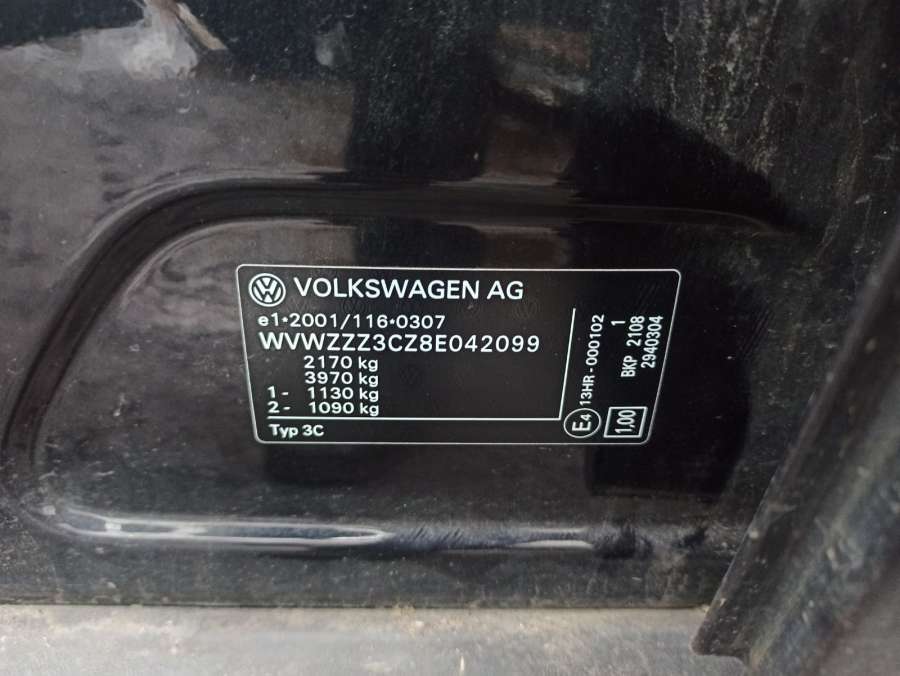 VOLKSWAGEN AG
e1*2001/116*0307
WVWZZZ3CZ8E042099
2170 kg
3970 kg
1- 1130 kg
2- 1090 kg
Typ 3C
E4 13HR-000102
1
BKP 2108
2940304
1,00